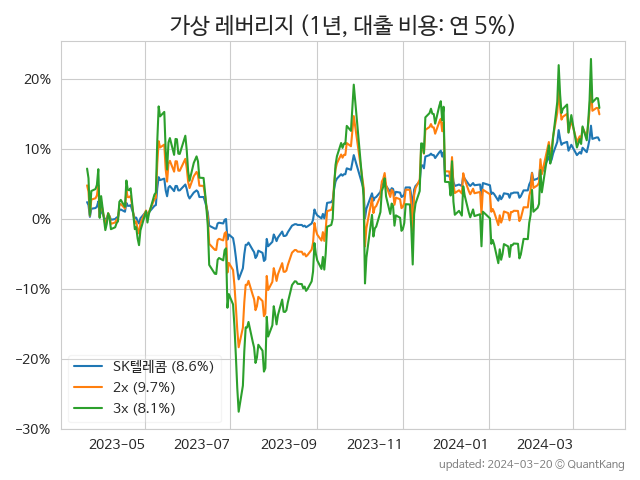 가상 레버리지 (1년, 대출 비용: 연 5%)
20%
10%
0%
−10%
−20%
−30%
SK텔레콤 (8.6%)
2x (9.7%)
3x (8.1%)
2023-05 2023-07 2023-09 2023-11 2024-01 2024-03
updated: 2024-03-20 © QuantKang